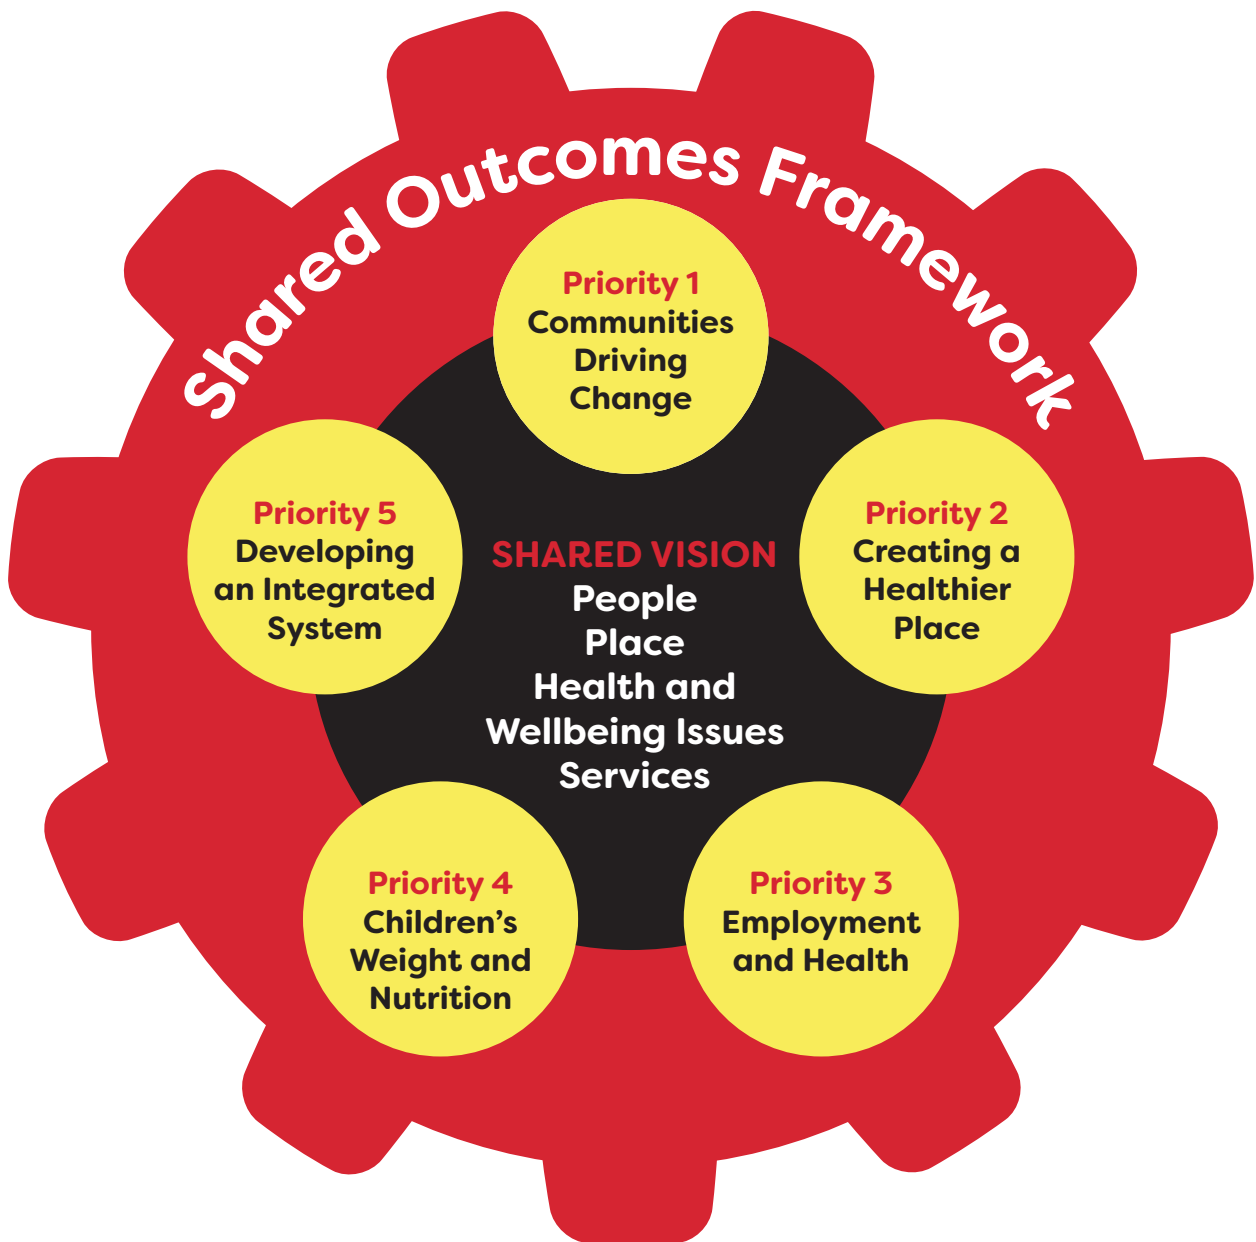 Shared Outcomes Framework
Priority 1
Communities
Driving
Change
Priority 2
Creating a
Healthier
Place
Priority 3
Employment
and Health
Priority 4
Children’s
Weight and
Nutrition
Priority 5
Developing
an Integrated
System
SHARED VISION
People
Place
Health and
Wellbeing Issues
Services